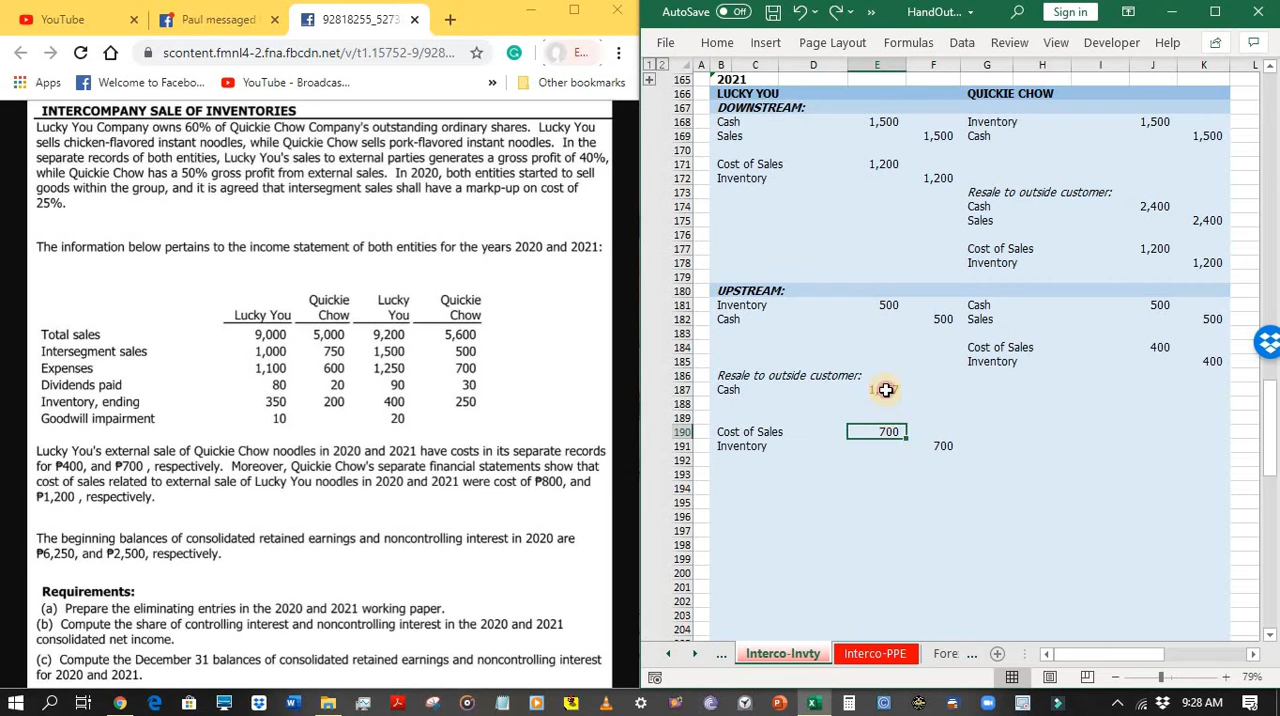 YouTube
Paul messaged
92818255_5273
AutoSave
Off
HandOut...
Sign in
scontent.fmnl4-2.fna.fbcdn.net/v/t1.15752-9/928...
E...
File Home Insert Page Layout Formulas Data Review View Developer Help
Apps
Welcome to Facebo...
YouTube - Broadcas...
»
Other bookmarks
INTERCOMPANY SALE OF INVENTORIES
Lucky You Company owns 60% of Quickie Chow Company's outstanding ordinary shares. Lucky You
sells chicken-flavored instant noodles, while Quickie Chow sells pork-flavored instant noodles. In the
separate records of both entities, Lucky You's sales to external parties generates a gross profit of 40%,
while Quickie Chow has a 50% gross profit from external sales. In 2020, both entities started to sell
goods within the group, and it is agreed that intersegment sales shall have a markp-up on cost of
25%.
The information below pertains to the income statement of both entities for the years 2020 and 2021:
Quickie Lucky Quickie
Lucky You Chow You Chow
Total sales 9,000 5,000 9,200 5,600
Intersegment sales 1,000 750 1,500 500
Expenses 1,100 600 1,250 700
Dividends paid 80 20 90 30
Inventory, ending 350 200 400 250
Goodwill impairment 10 20
Lucky You's external sale of Quickie Chow noodles in 2020 and 2021 have costs in its separate records
for ₱400, and ₱700 , respectively. Moreover, Quickie Chow's separate financial statements show that
cost of sales related to external sale of Lucky You noodles in 2020 and 2021 were cost of ₱800, and
₱1,200 , respectively.
The beginning balances of consolidated retained earnings and noncontrolling interest in 2020 are
₱6,250, and ₱2,500, respectively.
Requirements:
(a) Prepare the eliminating entries in the 2020 and 2021 working paper.
(b) Compute the share of controlling interest and noncontrolling interest in the 2020 and 2021
consolidated net income.
(c) Compute the December 31 balances of consolidated retained earnings and noncontrolling interest
for 2020 and 2021.
1 2 A B C D E F G H I J K L
165 2021
166 LUCKY YOU QUICKIE CHOW
167 DOWNSTREAM:
168 Cash 1,500 Inventory 1,500
169 Sales 1,500 Cash 1,500
170
171 Cost of Sales 1,200
172 Inventory 1,200
173 Resale to outside customer:
174 Cash 2,400
175 Sales 2,400
176
177 Cost of Sales 1,200
178 Inventory 1,200
179
180 UPSTREAM:
181 Inventory 500 Cash 500
182 Cash 500 Sales 500
183
184 Cost of Sales 400
185 Inventory 400
186 Resale to outside customer:
187 Cash
188
189
190 Cost of Sales 700
191 Inventory 700
192
193
194
195
196
197
198
199
200
201
202
203
204
... Interco-Invty Interco-PPE Fore ...
79%
9:28 AM